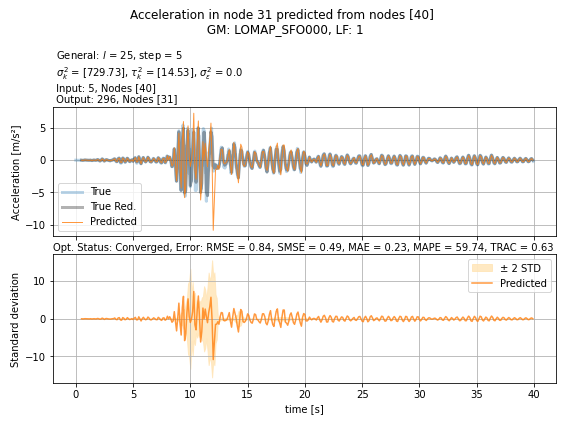 Acceleration in node 31 predicted from nodes [40]
GM: LOMAP_SFO000, LF: 1
General: l = 25, step = 5
σ²ₖ = [729.73], τ²ₖ = [14.53], σ²ε = 0.0
Input: 5, Nodes [40]
Output: 296, Nodes [31]
Acceleration [m/s²]
5
0
−5
−10
True
True Red.
Predicted
Opt. Status: Converged, Error: RMSE = 0.84, SMSE = 0.49, MAE = 0.23, MAPE = 59.74, TRAC = 0.63
Standard deviation
10
0
−10
± 2 STD
Predicted
0 5 10 15 20 25 30 35 40
time [s]